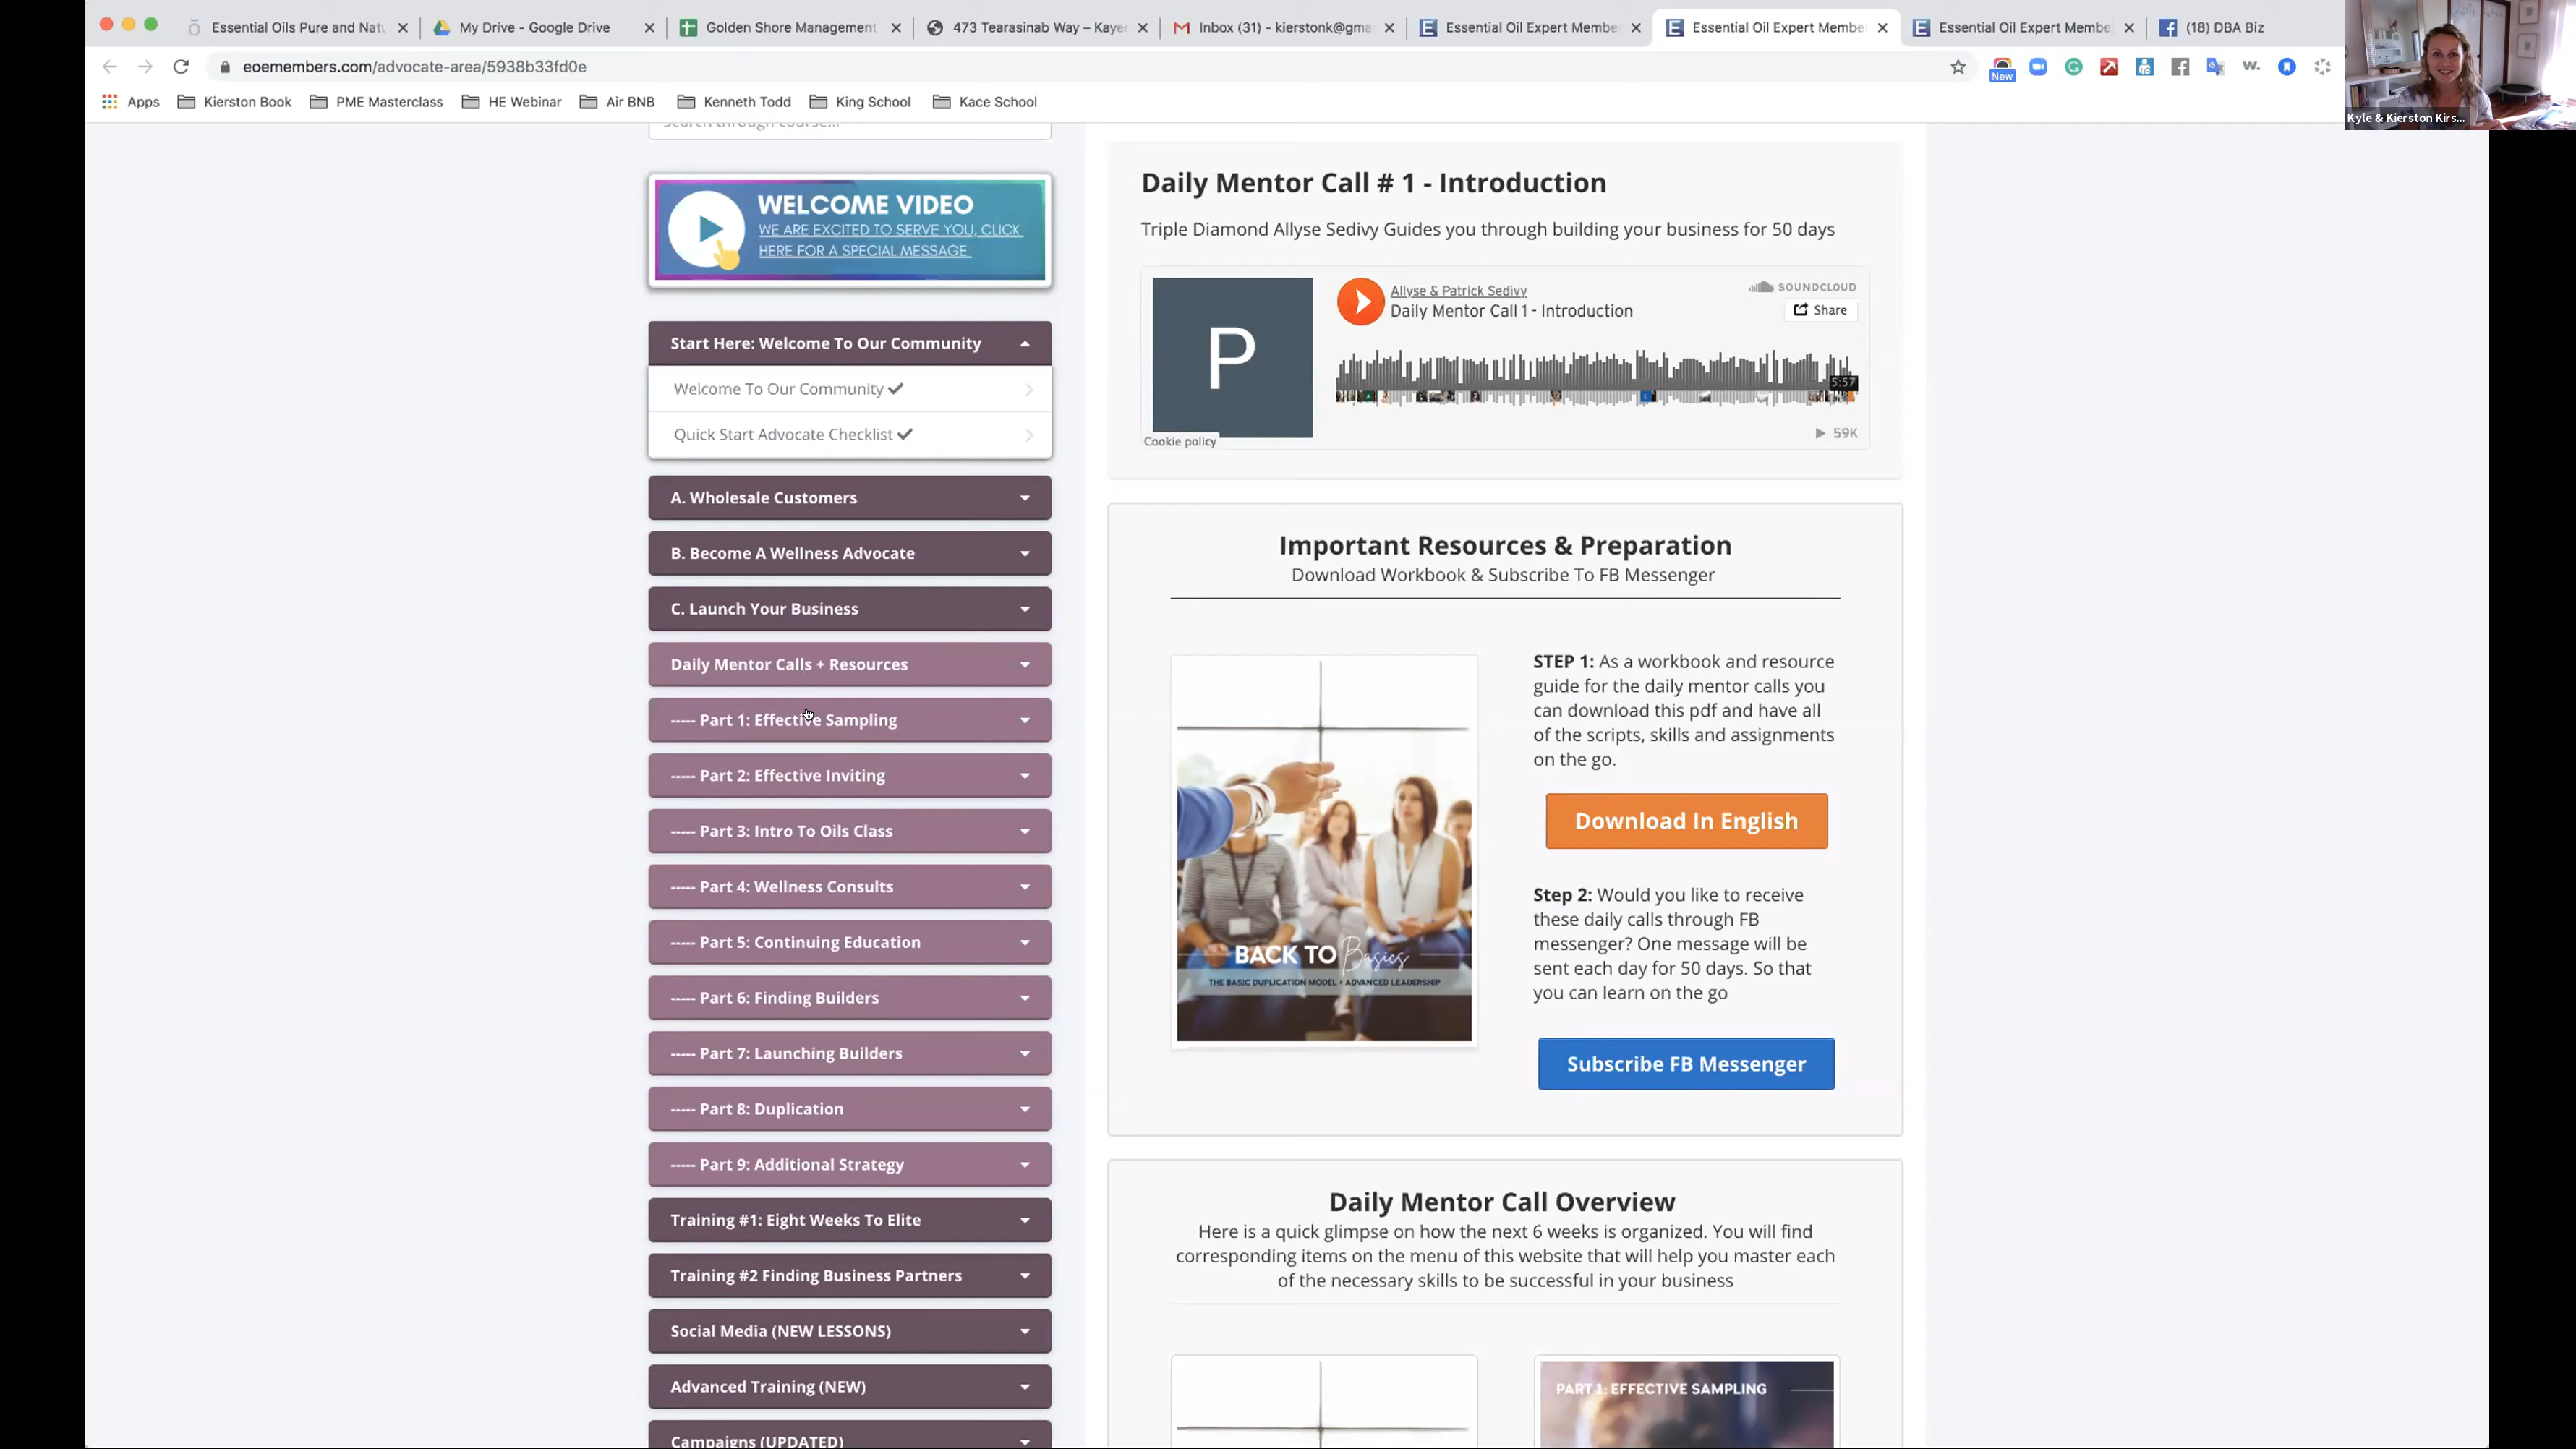 Essential Oils Pure and Natu
My Drive - Google Drive
Golden Shore Management
473 Tearasinab Way – Kayer
Inbox (31) - kierstonk@gma
Essential Oil Expert Membe
Essential Oil Expert Membe
Essential Oil Expert Membe
(18) DBA Biz
eoemembers.com/advocate-area/5938b33fd0e
New
Apps
Kierston Book
PME Masterclass
HE Webinar
Air BNB
Kenneth Todd
King School
Kace School
Kyle & Kierston Kirs...
Search through course...
WELCOME VIDEO
WE ARE EXCITED TO SERVE YOU, CLICK
HERE FOR A SPECIAL MESSAGE
Start Here: Welcome To Our Community
Welcome To Our Community
Quick Start Advocate Checklist
A. Wholesale Customers
B. Become A Wellness Advocate
C. Launch Your Business
Daily Mentor Calls + Resources
----- Part 1: Effective Sampling
----- Part 2: Effective Inviting
----- Part 3: Intro To Oils Class
----- Part 4: Wellness Consults
----- Part 5: Continuing Education
----- Part 6: Finding Builders
----- Part 7: Launching Builders
----- Part 8: Duplication
----- Part 9: Additional Strategy
Training #1: Eight Weeks To Elite
Training #2 Finding Business Partners
Social Media (NEW LESSONS)
Advanced Training (NEW)
Campaigns (UPDATED)
Daily Mentor Call # 1 - Introduction
Triple Diamond Allyse Sedivy Guides you through building your business for 50 days
P
Allyse & Patrick Sedivy
Daily Mentor Call 1 - Introduction
SOUNDCLOUD
Share
5:57
Cookie policy
59K
Important Resources & Preparation
Download Workbook & Subscribe To FB Messenger
BACK TO Basics
THE BASIC DUPLICATION MODEL + ADVANCED LEADERSHIP
STEP 1: As a workbook and resource
guide for the daily mentor calls you
can download this pdf and have all
of the scripts, skills and assignments
on the go.
Download In English
Step 2: Would you like to receive
these daily calls through FB
messenger? One message will be
sent each day for 50 days. So that
you can learn on the go
Subscribe FB Messenger
Daily Mentor Call Overview
Here is a quick glimpse on how the next 6 weeks is organized. You will find
corresponding items on the menu of this website that will help you master each
of the necessary skills to be successful in your business
PART 1: EFFECTIVE SAMPLING